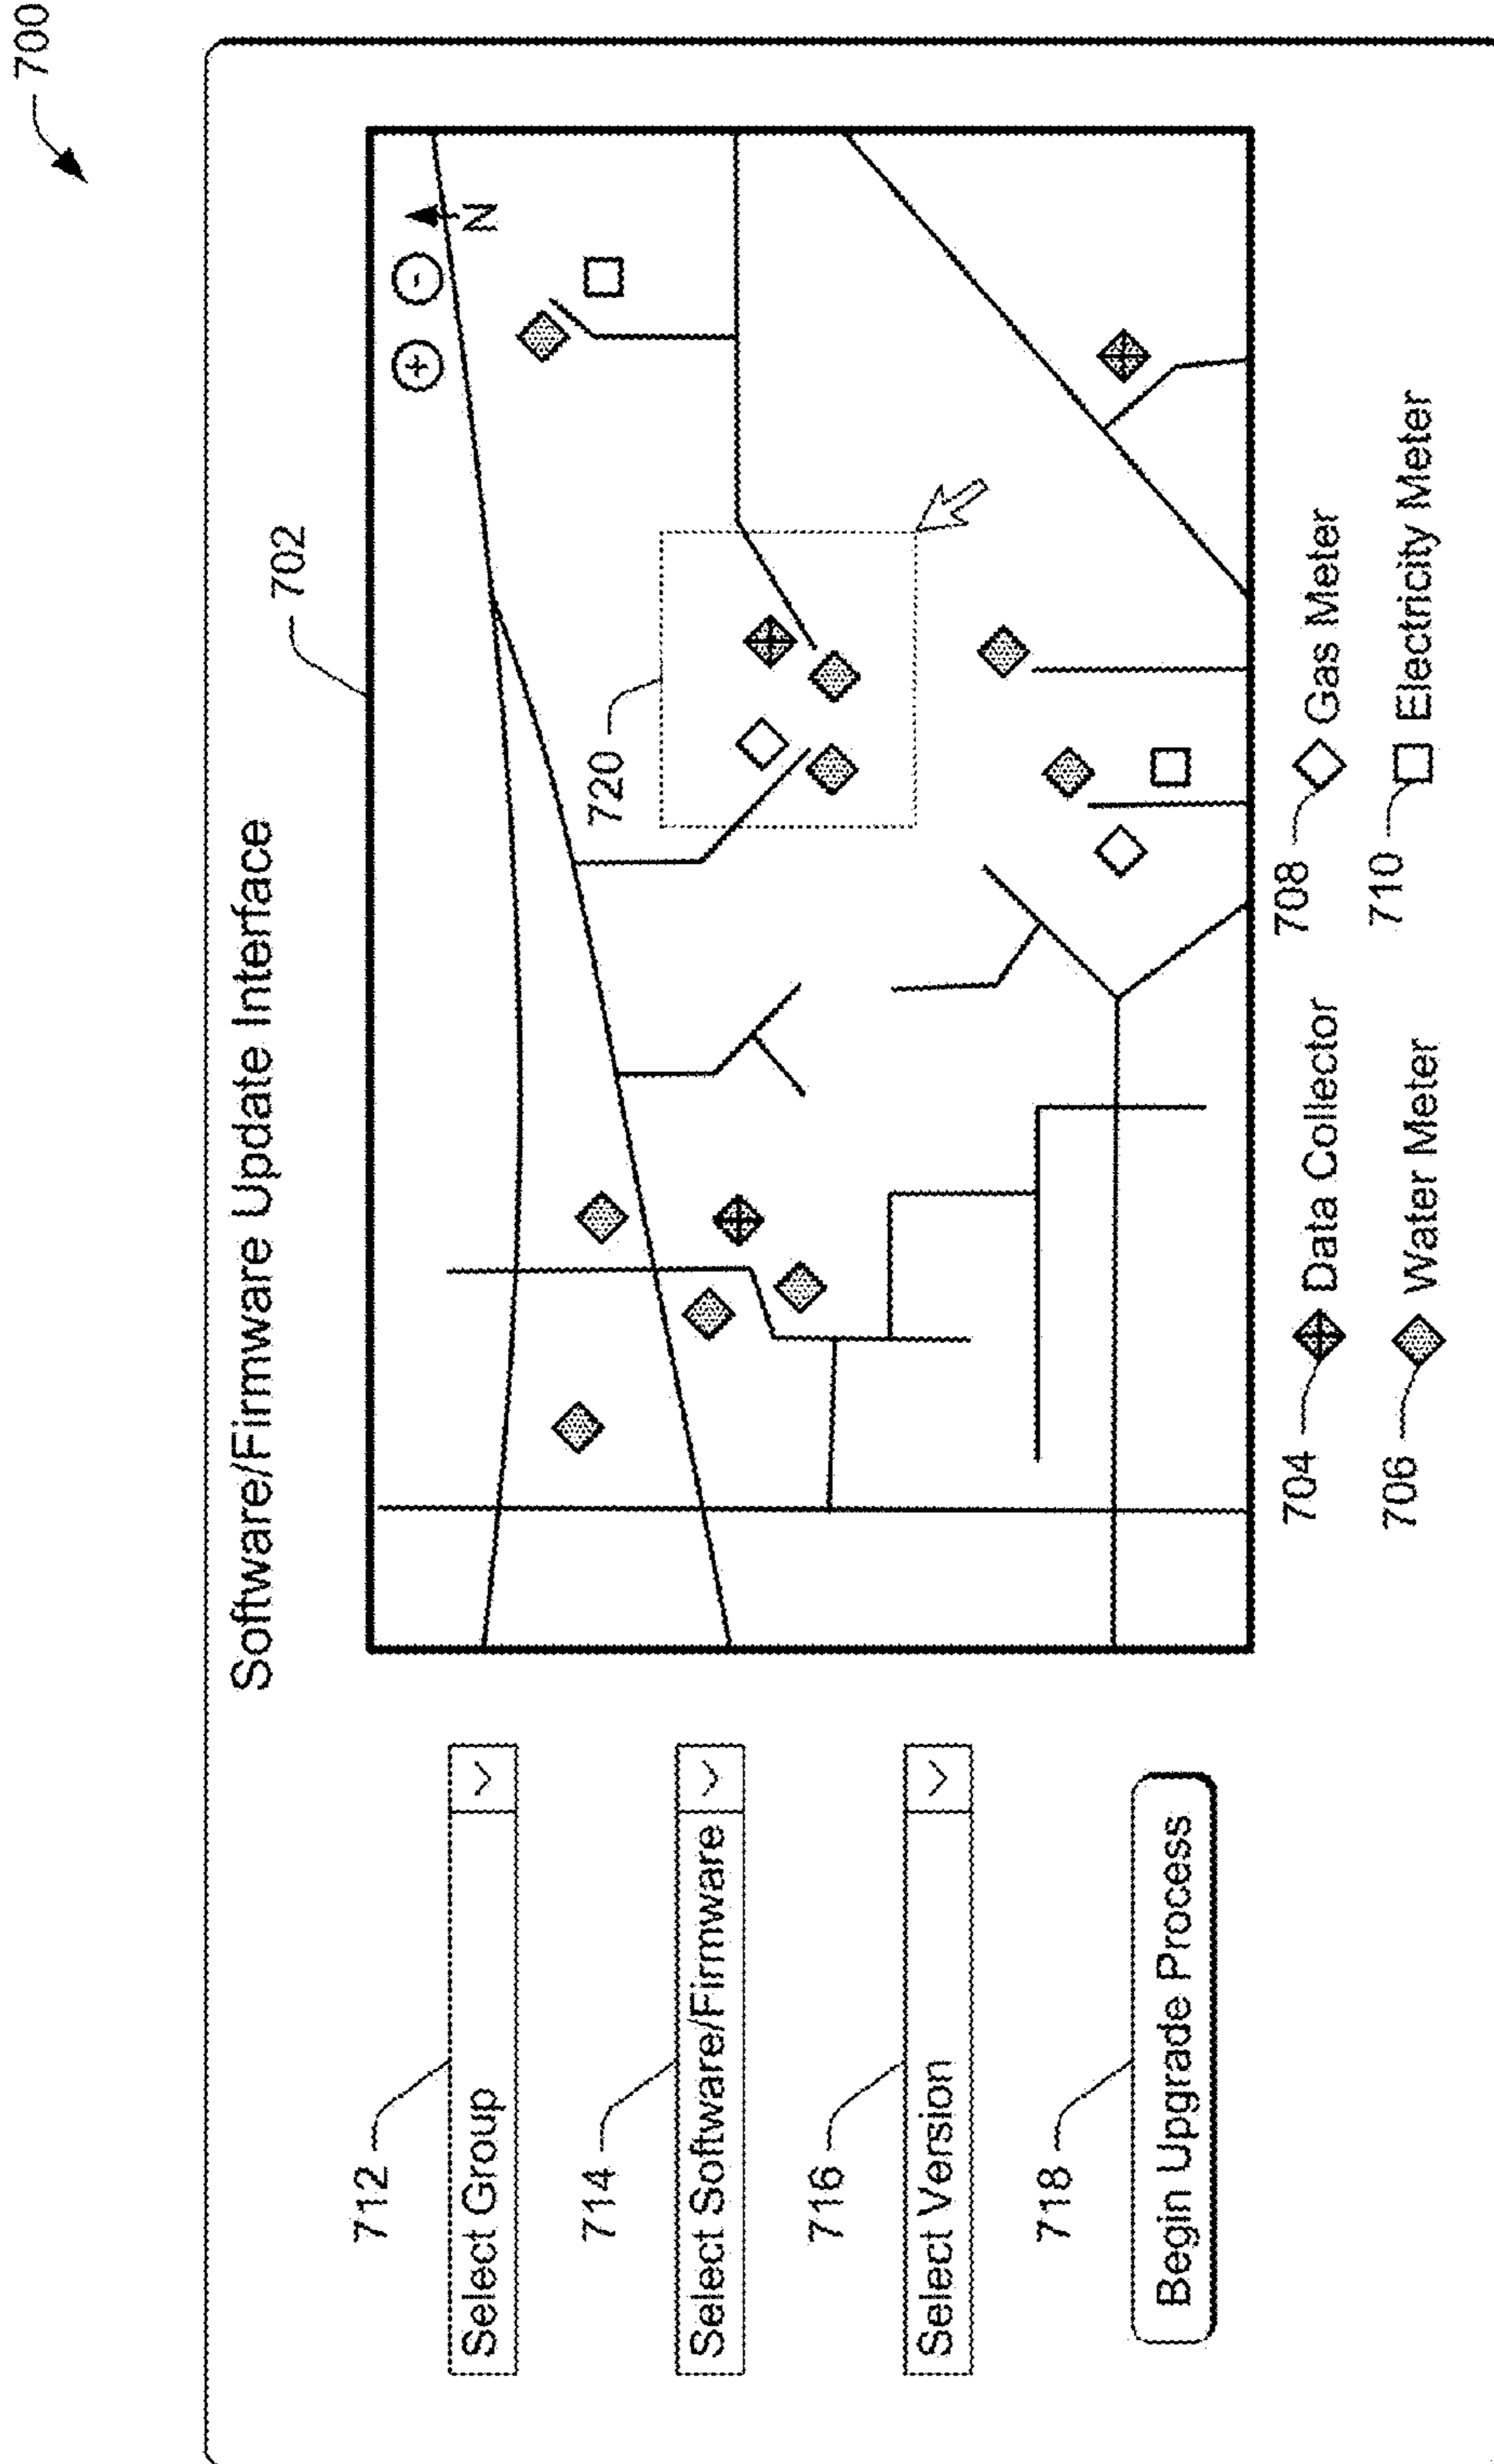 700
Software/Firmware Update Interface
702
712
Select Group
714
Select Software/Firmware
716
Select Version
718
Begin Upgrade Process
+ -
N
720
704 Data Collector
708 Gas Meter
706 Water Meter
710 Electricity Meter